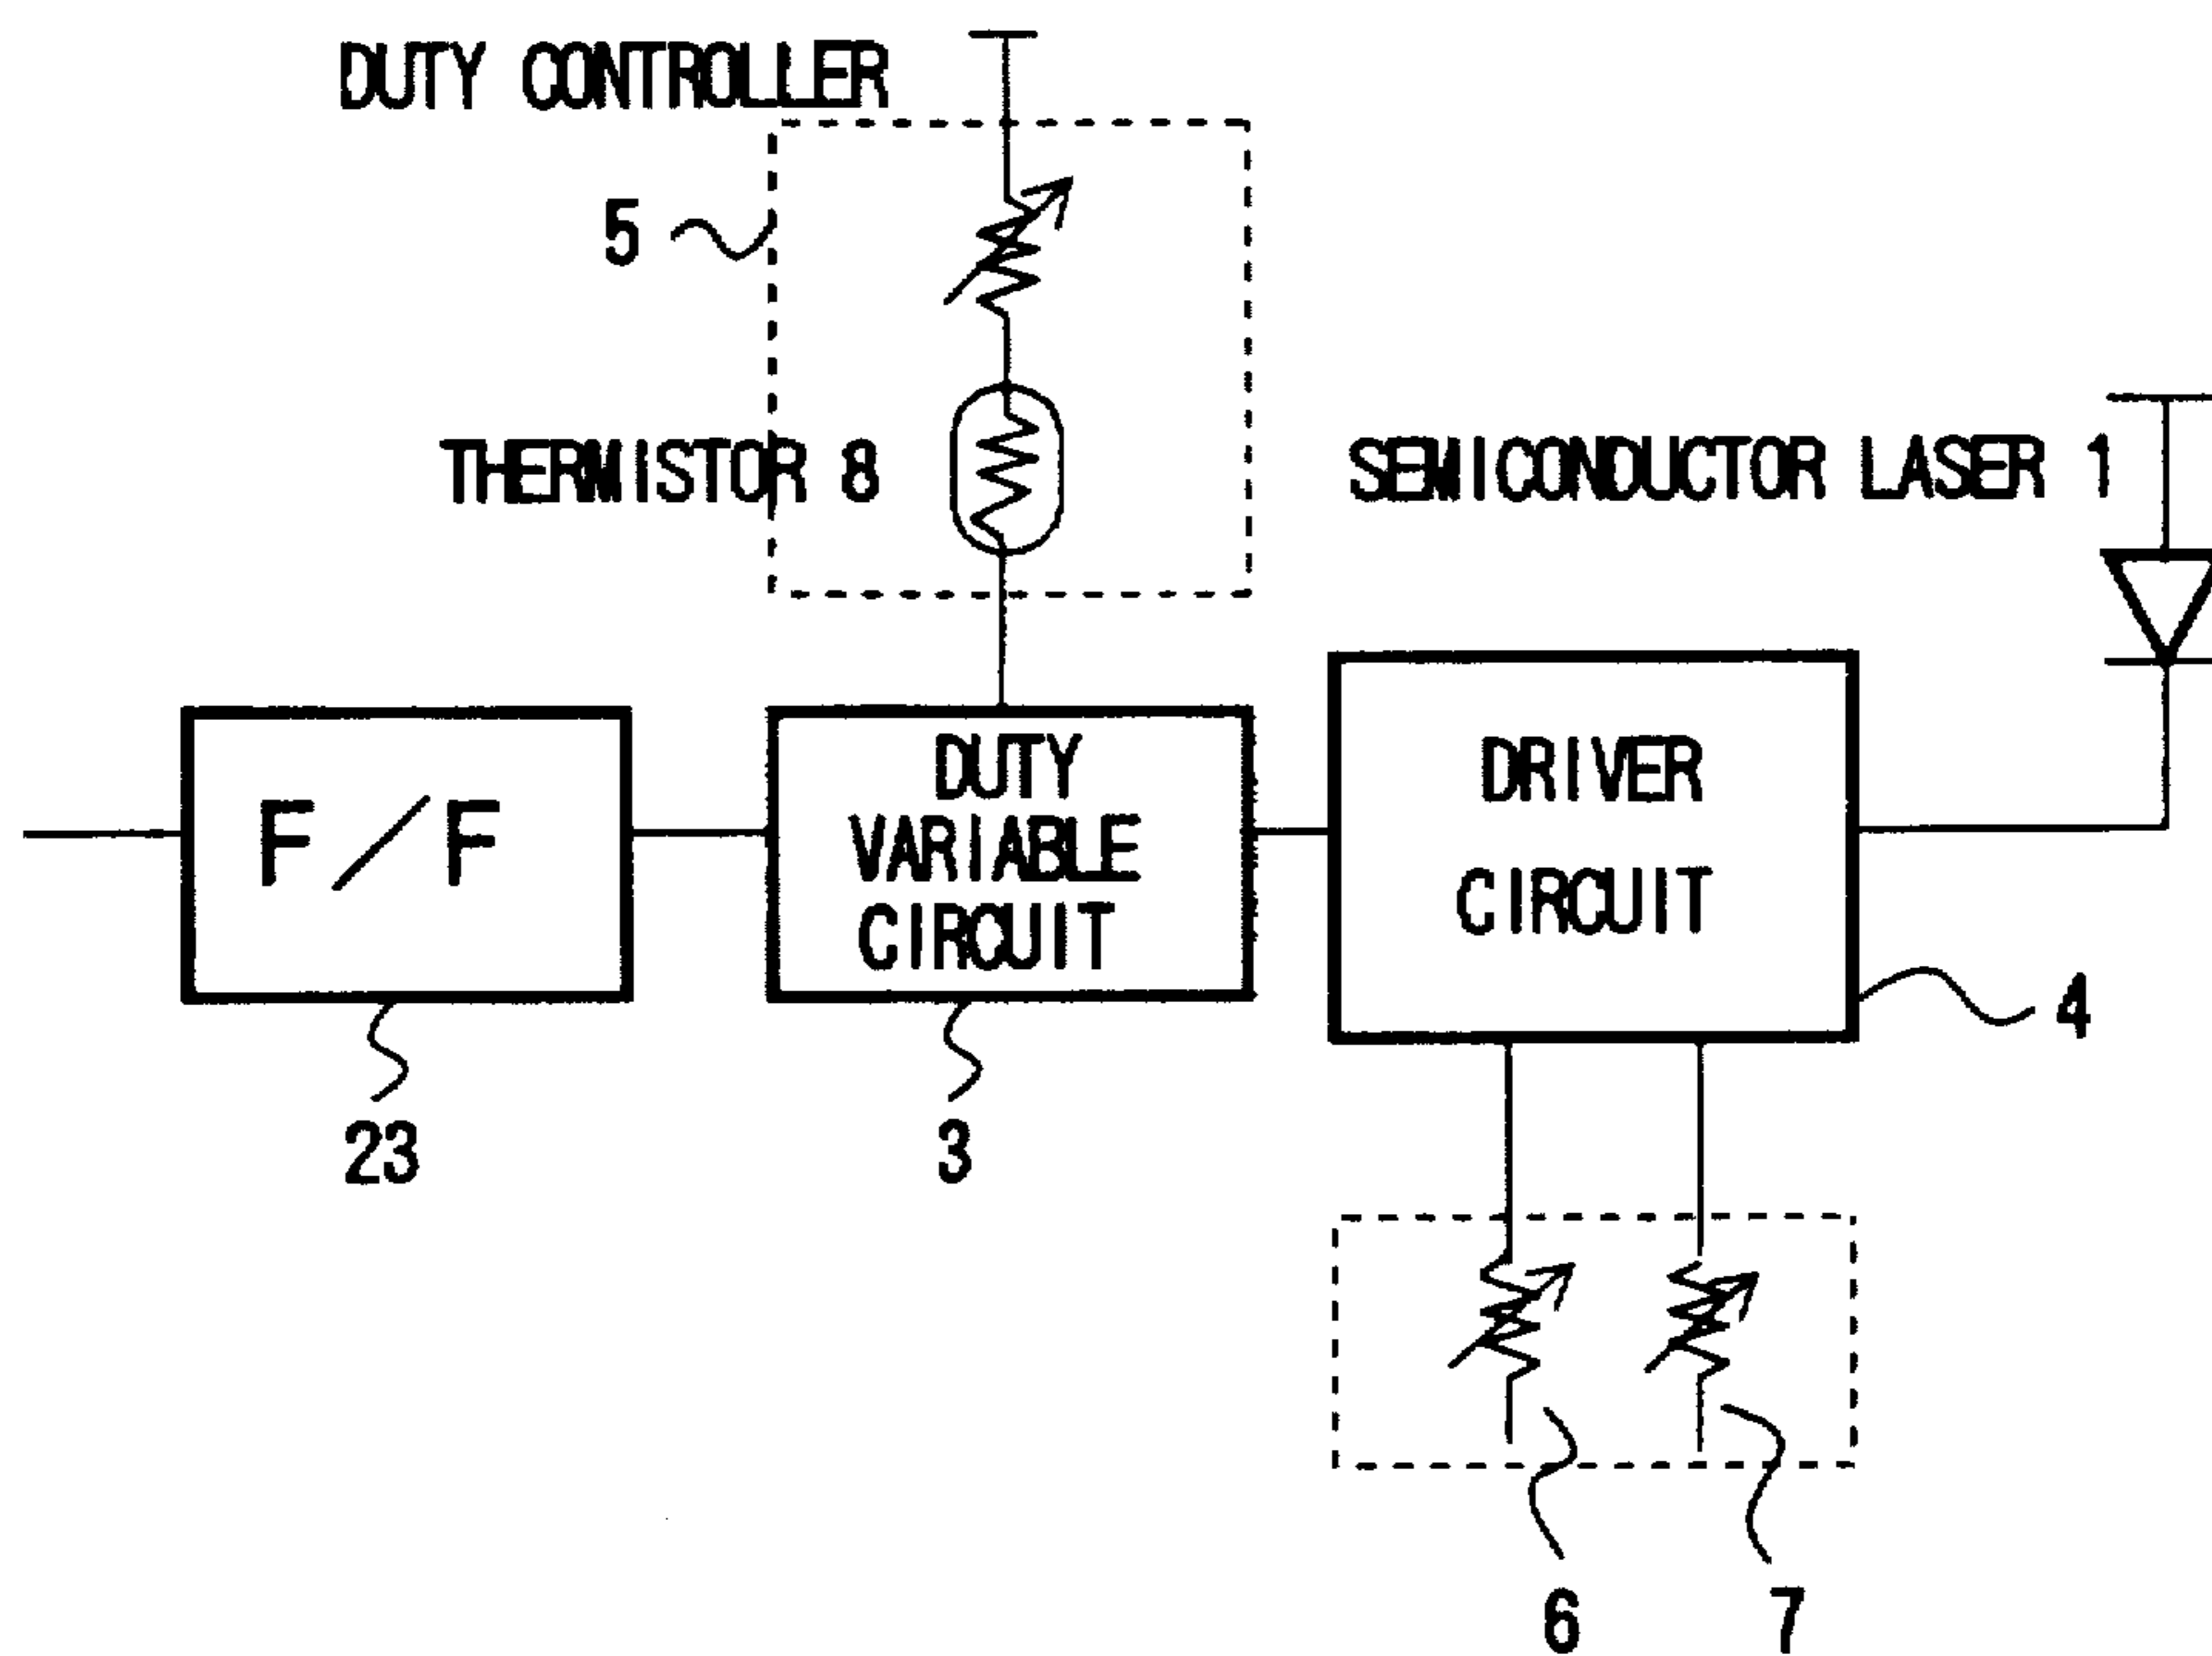 DUTY CONTROLLER
5
THERMISTOR 8
SEMICONDUCTOR LASER 1
F/F
DUTY
VARIABLE
CIRCUIT
DRIVER
CIRCUIT
4
23
3
6
7